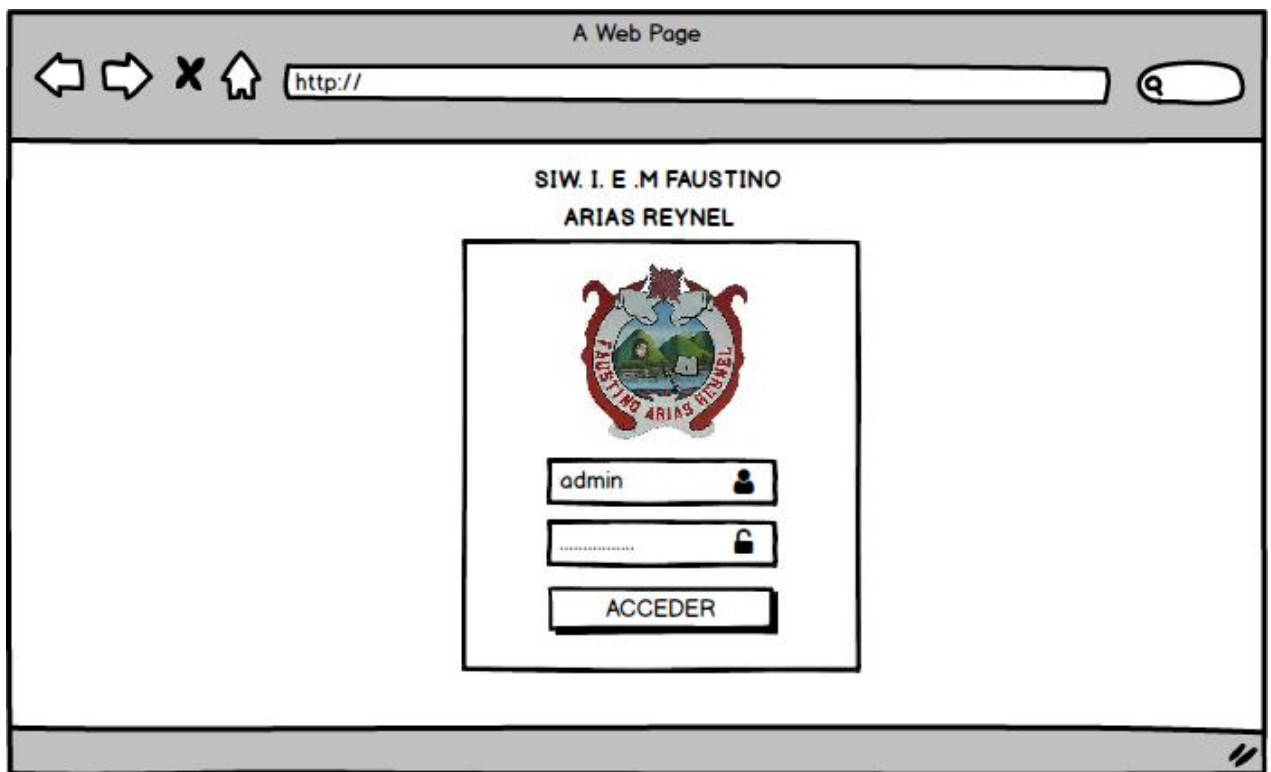 A Web Page
http://
SIW. I. E .M FAUSTINO
ARIAS REYNEL
FAUSTINO ARIAS REYNEL
admin
ACCEDER